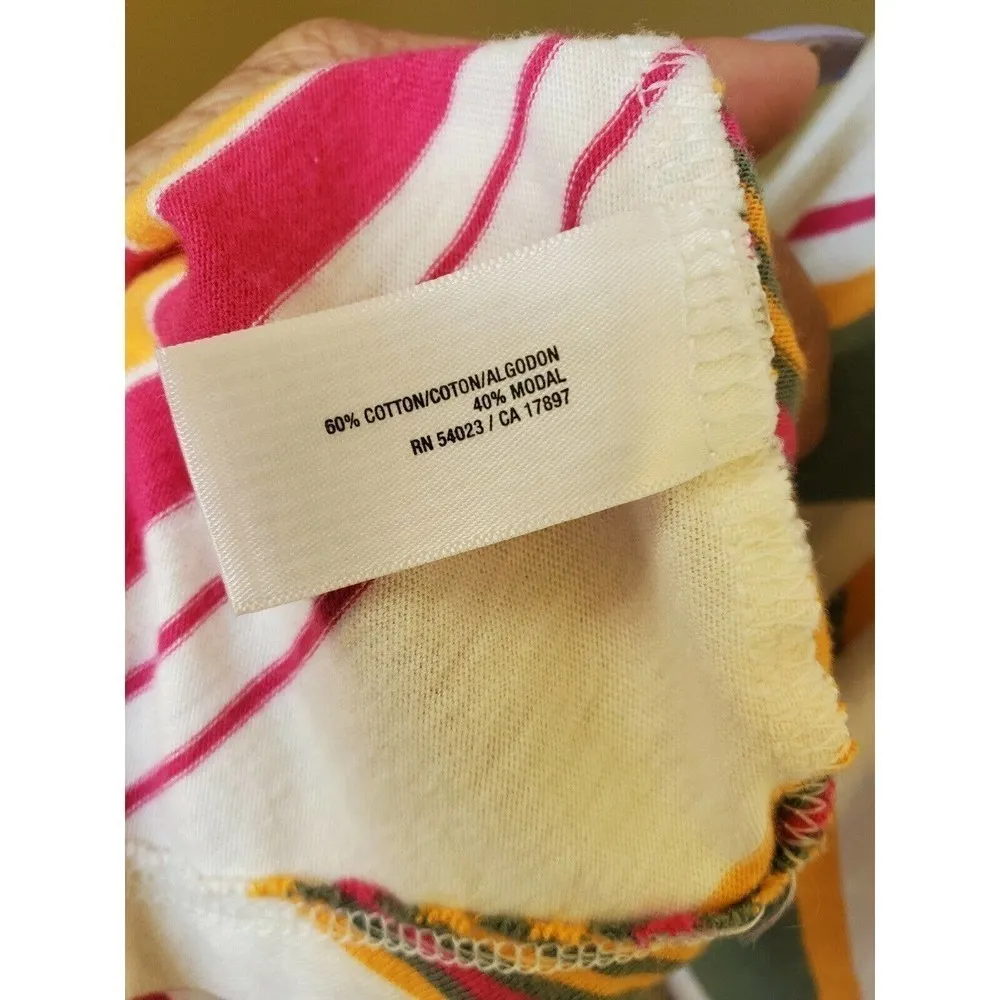 60% COTTON/COTON/ALGODON
40% MODAL
RN 54023 / CA 17897